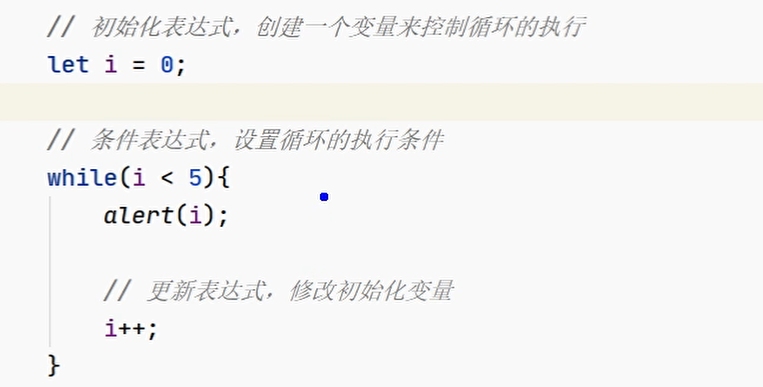 // 初始化表达式，创建一个变量来控制循环的执行
let i = 0;
// 条件表达式，设置循环的执行条件
while(i < 5){
alert(i);
// 更新表达式，修改初始化变量
i++;
}